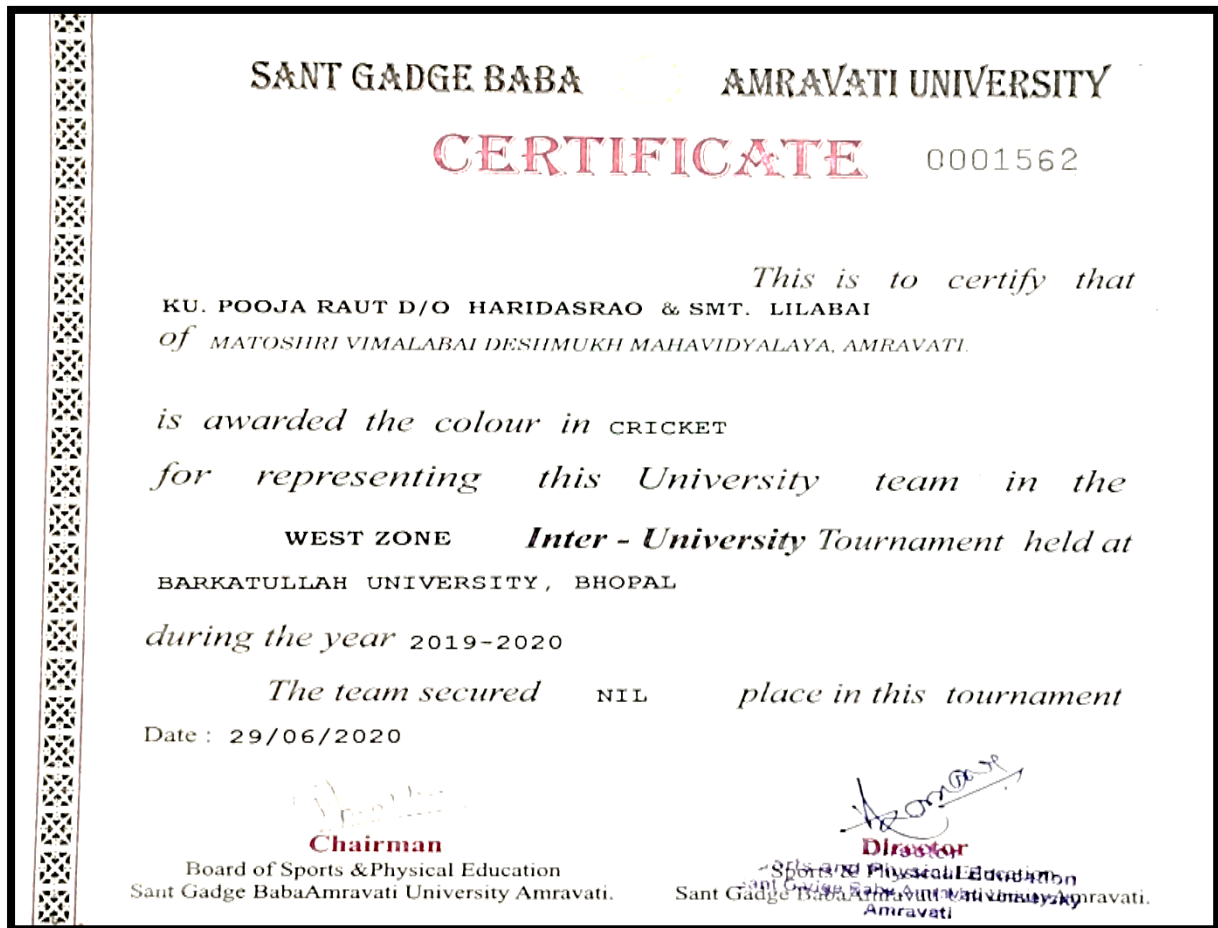 SANT GADGE BABA AMRAVATI UNIVERSITY
CERTIFICATE 0001562
This is to certify that
KU. POOJA RAUT D/O HARIDASRAO & SMT. LILABAI
of MATOSHRI VIMALABAI DESHMUKH MAHAVIDYALAYA, AMRAVATI.
is awarded the colour in CRICKET
for representing this University team in the
WEST ZONE Inter - University Tournament held at
BARKATULLAH UNIVERSITY, BHOPAL
during the year 2019-2020
The team secured NIL place in this tournament
Date : 29/06/2020
Chairman Director
Board of Sports &Physical Education Sports & Physical Education
Sant Gadge BabaAmravati University Amravati. Sant Gadge BabaAmravati University Amravati.
Amravati